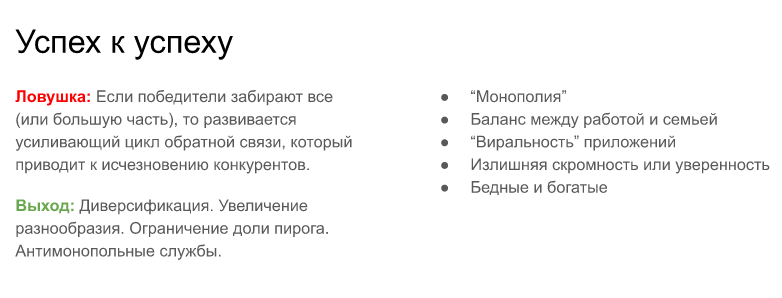 Успех к успеху
Ловушка: Если победители забирают все
(или большую часть), то развивается
усиливающий цикл обратной связи, который
приводит к исчезновению конкурентов.
Выход: Диверсификация. Увеличение
разнообразия. Ограничение доли пирога.
Антимонопольные службы.
● “Монополия”
● Баланс между работой и семьей
● “Виральность” приложений
● Излишняя скромность или уверенность
● Бедные и богатые